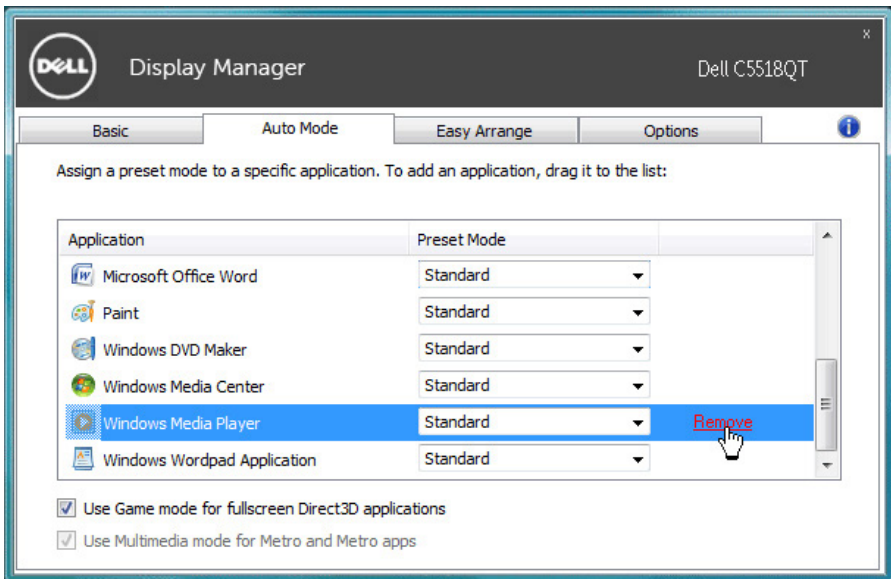 x
DELL Display Manager Dell C5518QT
Basic Auto Mode Easy Arrange Options i
Assign a preset mode to a specific application. To add an application, drag it to the list:
Application Preset Mode
W Microsoft Office Word Standard
Paint Standard
Windows DVD Maker Standard
Windows Media Center Standard
Windows Media Player Standard Remove
Windows Wordpad Application Standard
Use Game mode for fullscreen Direct3D applications
Use Multimedia mode for Metro and Metro apps